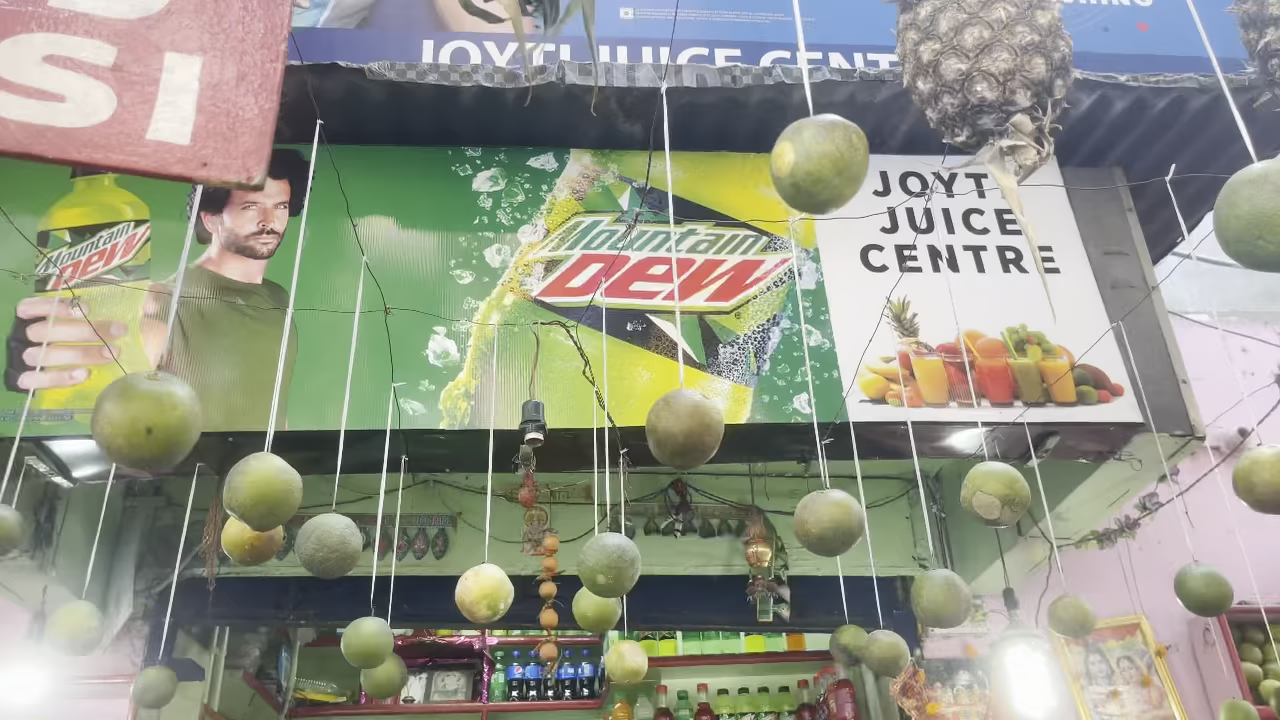 JOYTI JUICE CENT
SI
Mountain
Dew
Mountain
Dew
JOYTI
JUICE
CENTRE